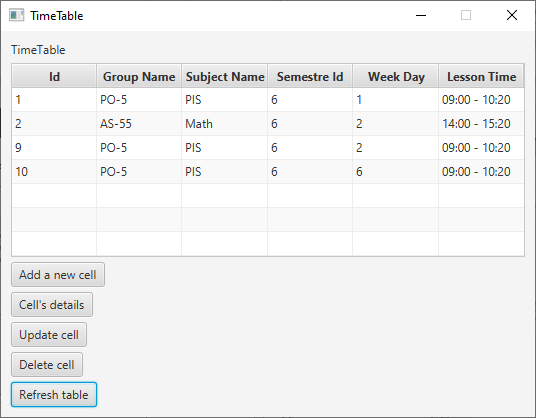 TimeTable
TimeTable
Id Group Name Subject Name Semestre Id Week Day Lesson Time
1 PO-5 PIS 6 1 09:00 - 10:20
2 AS-55 Math 6 2 14:00 - 15:20
9 PO-5 PIS 6 2 09:00 - 10:20
10 PO-5 PIS 6 6 09:00 - 10:20
Add a new cell
Cell's details
Update cell
Delete cell
Refresh table